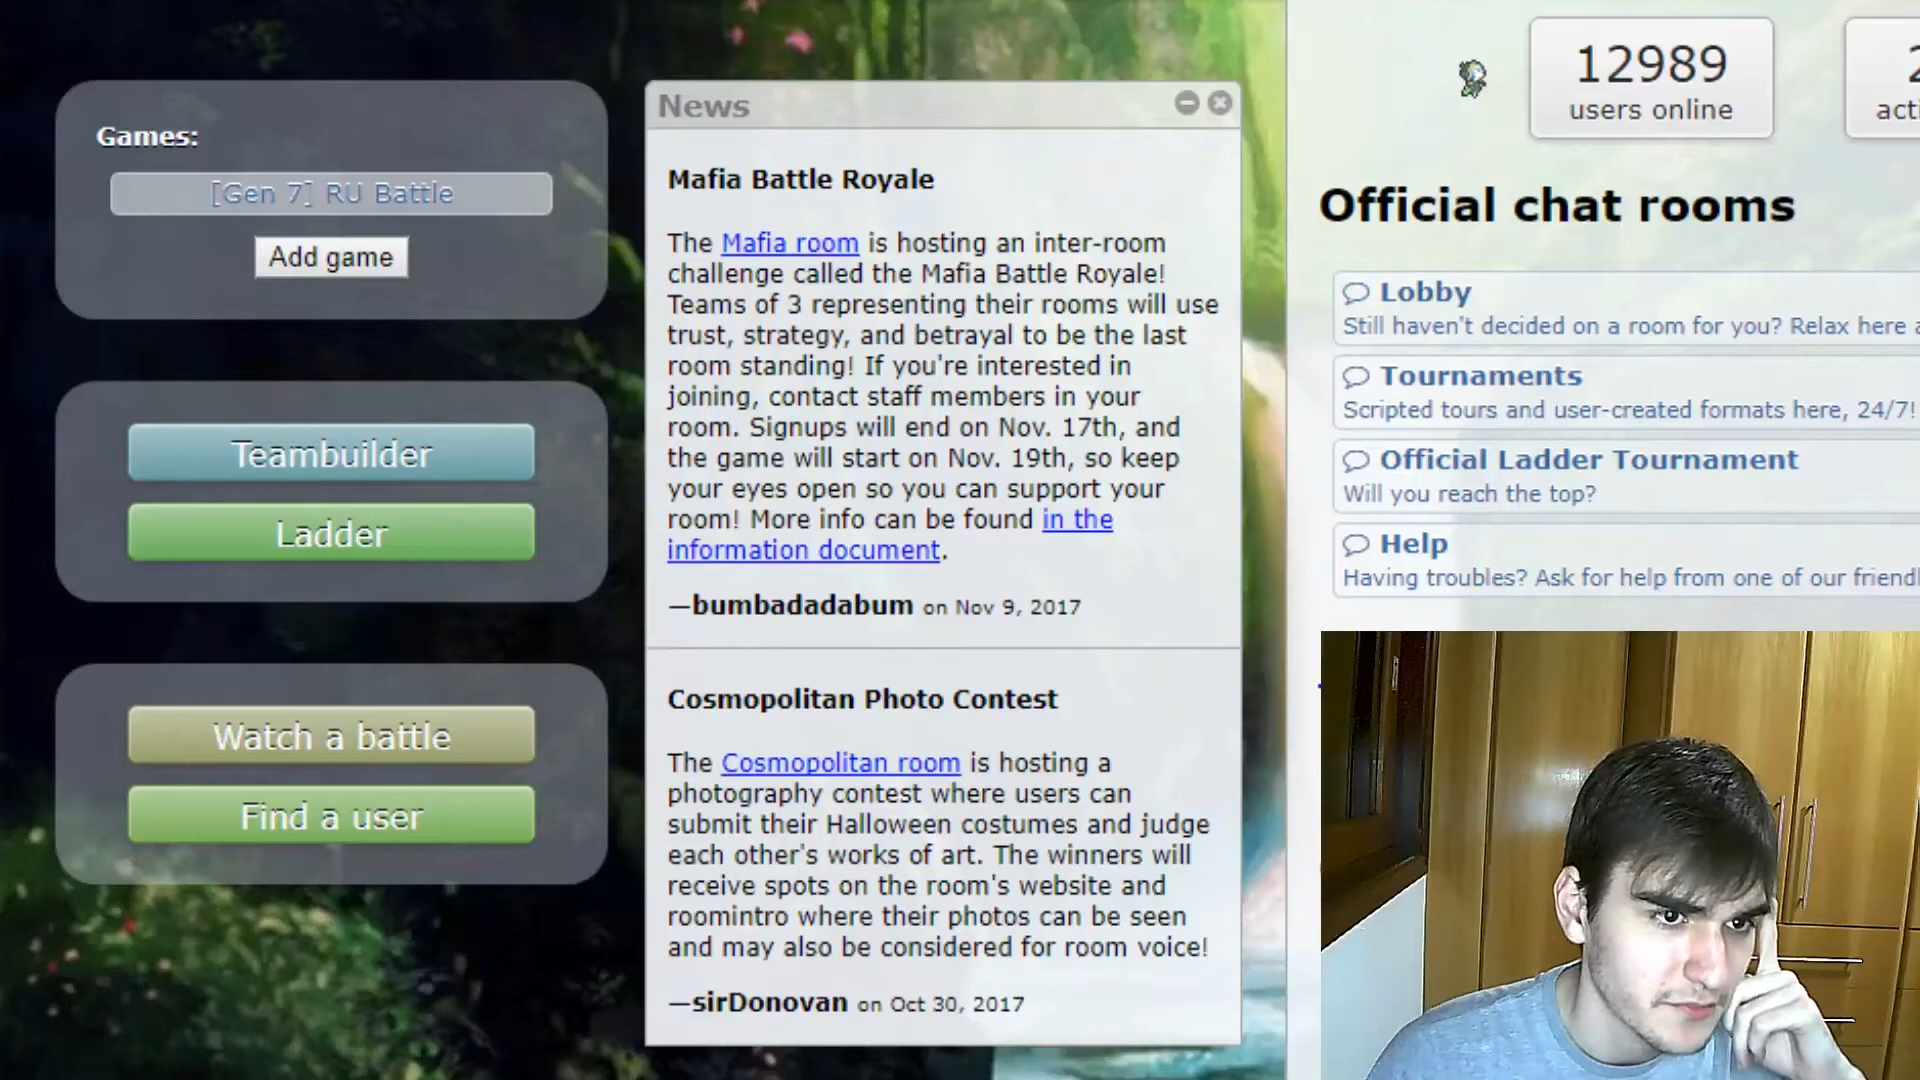 Games:
[Gen 7] RU Battle
Add game
Teambuilder
Ladder
Watch a battle
Find a user
News
Mafia Battle Royale
The Mafia room is hosting an inter-room
challenge called the Mafia Battle Royale!
Teams of 3 representing their rooms will use
trust, strategy, and betrayal to be the last
room standing! If you're interested in
joining, contact staff members in your
room. Signups will end on Nov. 17th, and
the game will start on Nov. 19th, so keep
your eyes open so you can support your
room! More info can be found in the
information document.
—bumbadadabum on Nov 9, 2017
Cosmopolitan Photo Contest
The Cosmopolitan room is hosting a
photography contest where users can
submit their Halloween costumes and judge
each other's works of art. The winners will
receive spots on the room's website and
roomintro where their photos can be seen
and may also be considered for room voice!
—sirDonovan on Oct 30, 2017
12989
users online
Official chat rooms
Lobby
Still haven't decided on a room for you? Relax here
Tournaments
Scripted tours and user-created formats here, 24/7!
Official Ladder Tournament
Will you reach the top?
Help
Having troubles? Ask for help from one of our